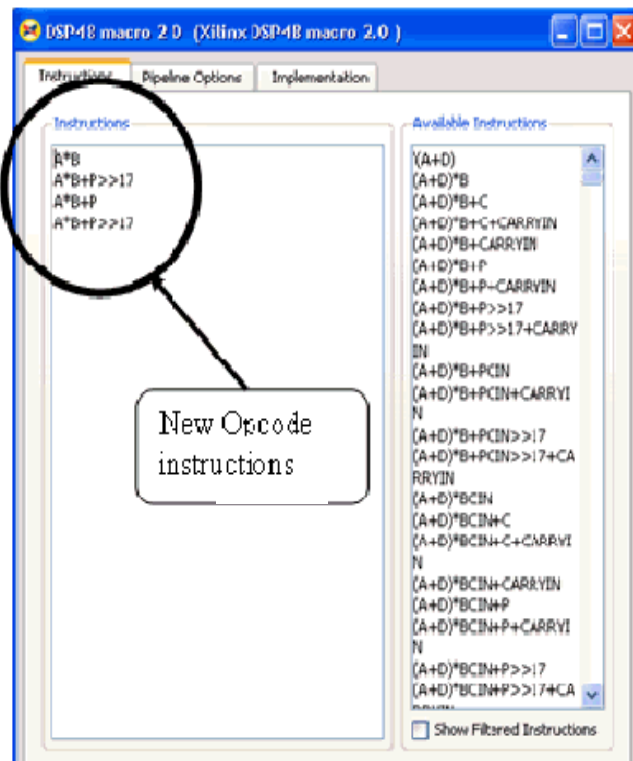 DSP48 macro 2.0 (Xilinx DSP48 macro 2.0 )
Instructions
Pipeline Options
Implementation
Instructions
A*B
A*B+P>>17
A*B+P
A*B+P>>17
New Opcode
instructions
Available Instructions
(A+D)
(A+D)*B
(A+D)*B+C
(A+D)*B+C+CARRYIN
(A+D)*B+CARRYIN
(A+D)*B+P
(A+D)*B+P+CARRYIN
(A+D)*B+P>>17
(A+D)*B+P>>17+CARRY
IN
(A+D)*B+PCIN
(A+D)*B+PCIN+CARRYI
N
(A+D)*B+PCIN>>17
(A+D)*B+PCIN>>17+CA
RRYIN
(A+D)*BCIN
(A+D)*BCIN+C
(A+D)*BCIN+C+CARRYI
N
(A+D)*BCIN+CARRYIN
(A+D)*BCIN+P
(A+D)*BCIN+P+CARRYI
N
(A+D)*BCIN+P>>17
(A+D)*BCIN+P>>17+CA
RRYIN
Show Filtered Instructions